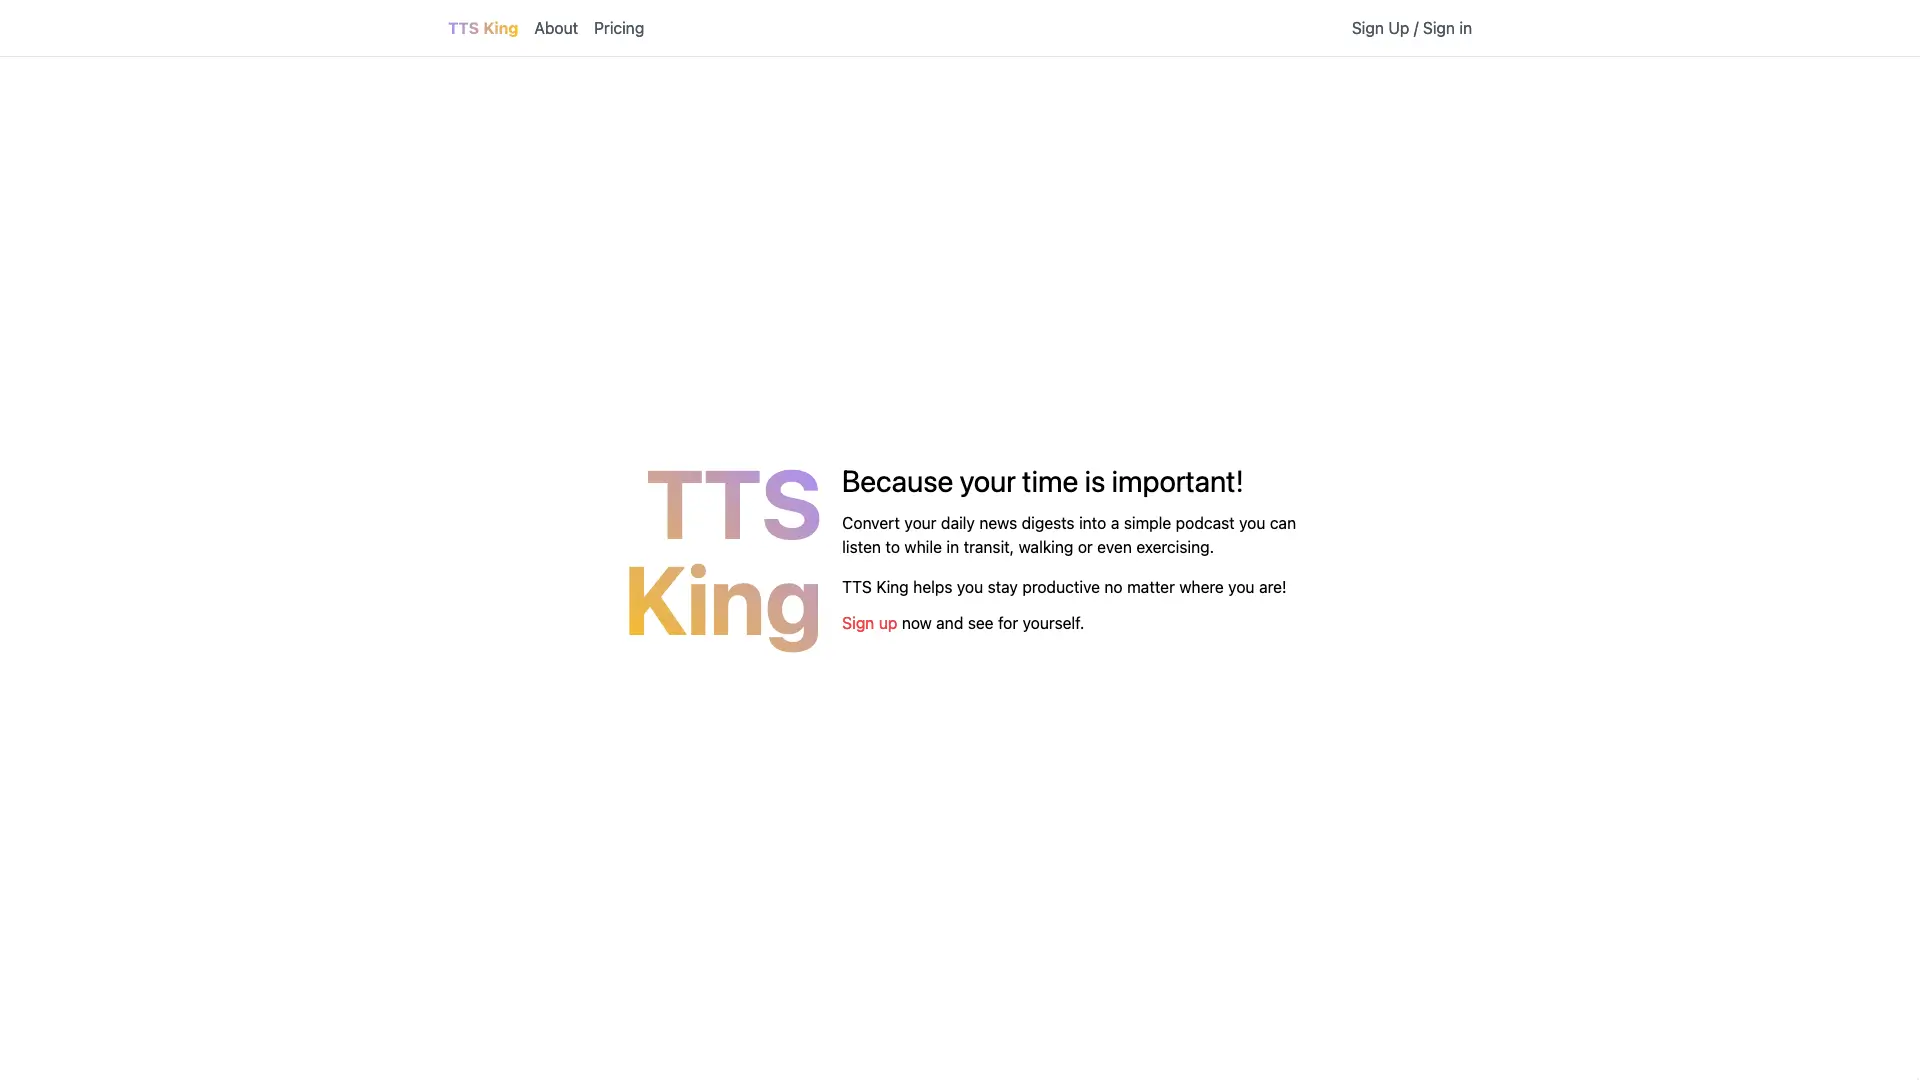 TTS King About Pricing Sign Up / Sign in
TTS
King
Because your time is important!
Convert your daily news digests into a simple podcast you can
listen to while in transit, walking or even exercising.
TTS King helps you stay productive no matter where you are!
Sign up now and see for yourself.